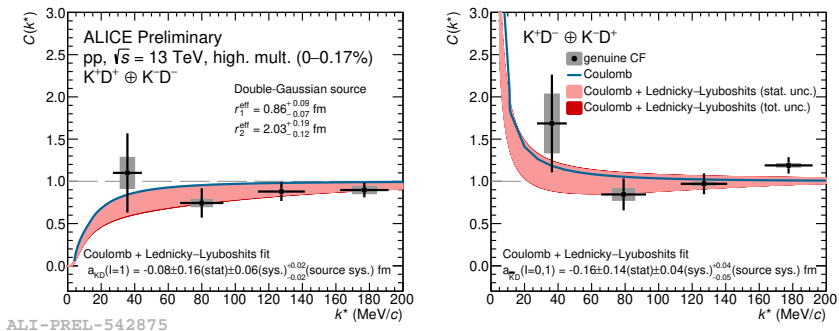 C(k*)
3.0
2.5
2.0
1.5
1.0
0.5
0.0
ALICE Preliminary
pp, √s = 13 TeV, high. mult. (0–0.17%)
K⁺D⁺ ⊕ K⁻D⁻
Double-Gaussian source
r₁^eff = 0.86 +0.09 −0.07 fm
r₂^eff = 2.03 +0.19 −0.12 fm
Coulomb + Lednicky–Lyuboshits fit
a_KD(I=1) = -0.08±0.16(stat)±0.06(sys.) +0.02 −0.02 (source sys.) fm
0 20 40 60 80 100 120 140 160 180 200
k* (MeV/c)
C(k*)
3.0
2.5
2.0
1.5
1.0
0.5
0.0
K⁺D⁻ ⊕ K⁻D⁺
genuine CF
Coulomb
Coulomb + Lednicky–Lyuboshits (stat. unc.)
Coulomb + Lednicky–Lyuboshits (tot. unc.)
Coulomb + Lednicky–Lyuboshits fit
a_K̄D(I=0,1) = -0.16±0.14(stat)±0.04(sys.) +0.04 −0.05 (source sys.) fm
0 20 40 60 80 100 120 140 160 180 200
k* (MeV/c)
ALI-PREL-542875